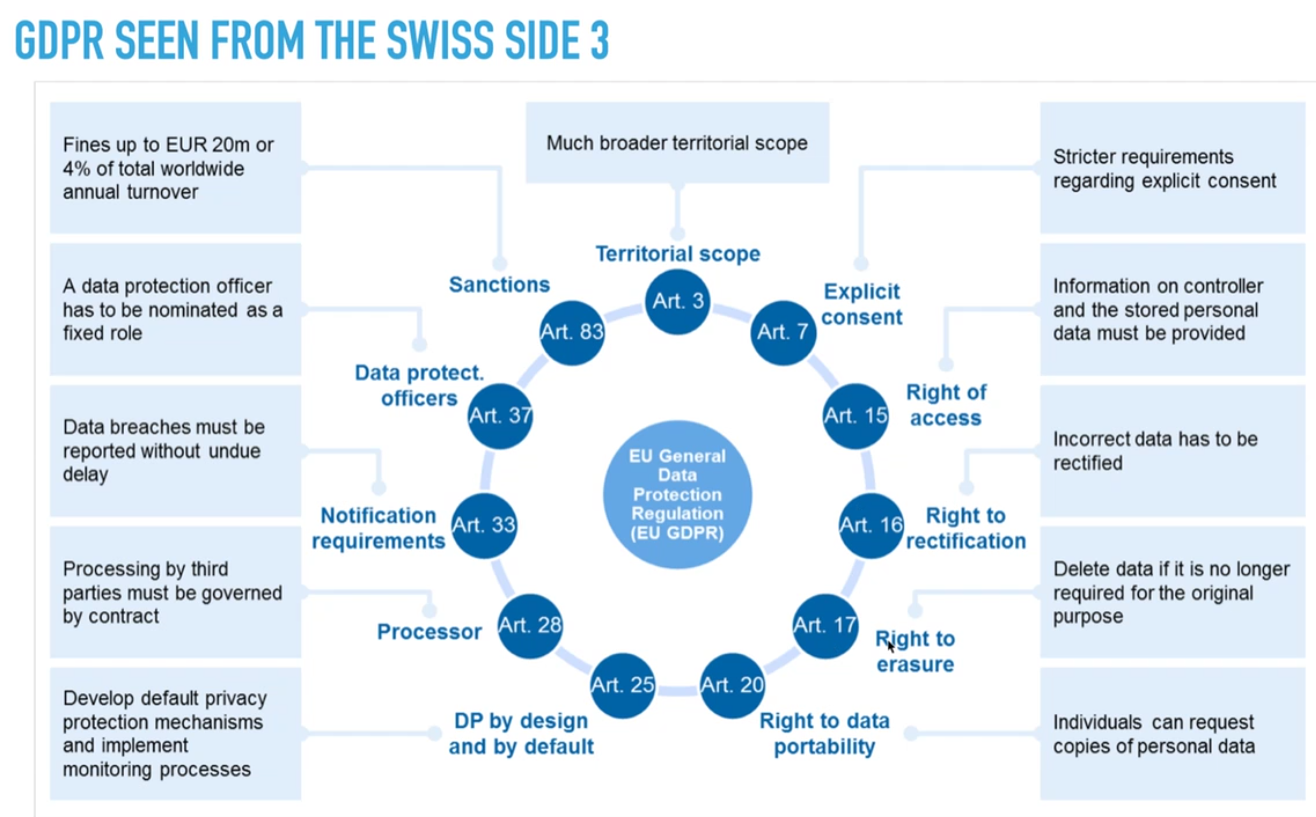 GDPR SEEN FROM THE SWISS SIDE 3
Fines up to EUR 20m or
4% of total worldwide
annual turnover
A data protection officer
has to be nominated as a
fixed role
Data breaches must be
reported without undue
delay
Processing by third
parties must be governed
by contract
Develop default privacy
protection mechanisms
and implement
monitoring processes
Much broader territorial scope
Territorial scope
Art. 3
Sanctions
Art. 83
Explicit
consent
Art. 7
Data protect.
officers
Art. 37
Right of
access
Art. 15
EU General
Data
Protection
Regulation
(EU GDPR)
Notification
requirements
Art. 33
Art. 16
Right to
rectification
Processor
Art. 28
Art. 17
Right to
erasure
Art. 25
DP by design
and by default
Art. 20
Right to data
portability
Stricter requirements
regarding explicit consent
Information on controller
and the stored personal
data must be provided
Incorrect data has to be
rectified
Delete data if it is no longer
required for the original
purpose
Individuals can request
copies of personal data